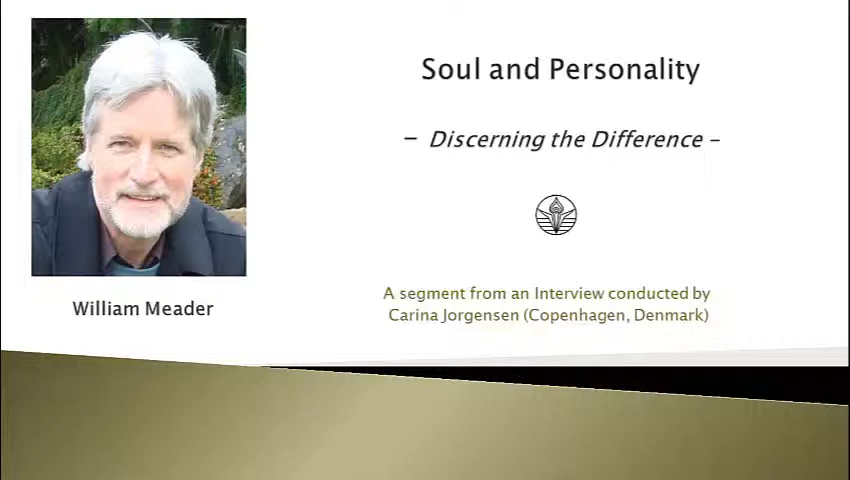 Soul and Personality
– Discerning the Difference –
William Meader
A segment from an Interview conducted by
Carina Jorgensen (Copenhagen, Denmark)